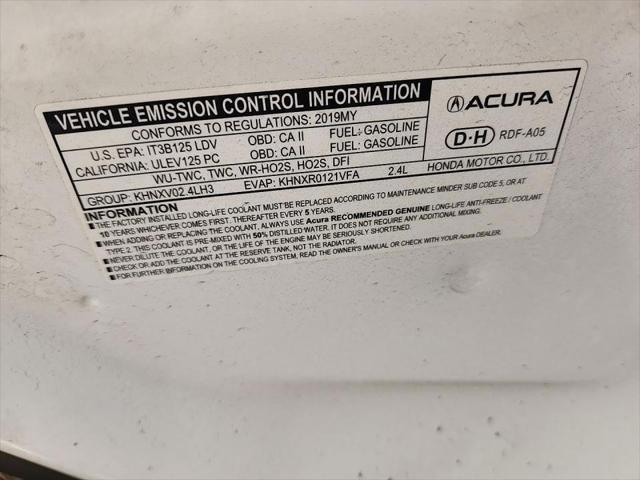 VEHICLE EMISSION CONTROL INFORMATION
CONFORMS TO REGULATIONS: 2019MY
U.S. EPA: IT3B125 LDV OBD: CA II FUEL: GASOLINE
CALIFORNIA: ULEV125 PC OBD: CA II FUEL: GASOLINE
WU-TWC, TWC, WR-HO2S, HO2S, DFI
GROUP: KHNXV02.4LH3 EVAP: KHNXR0121VFA 2.4L
ACURA
D-H RDF-A05
HONDA MOTOR CO., LTD.
INFORMATION
■ THE FACTORY INSTALLED LONG-LIFE COOLANT MUST BE REPLACED ACCORDING TO MAINTENANCE MINDER SUB CODE 5, OR AT
10 YEARS WHICHEVER COMES FIRST. THEREAFTER EVERY 5 YEARS.
■ WHEN ADDING OR REPLACING THE COOLANT, ALWAYS USE Acura RECOMMENDED GENUINE LONG-LIFE ANTI-FREEZE / COOLANT
TYPE 2. THIS COOLANT IS PRE-MIXED WITH 50% DISTILLED WATER. IT DOES NOT REQUIRE ANY ADDITIONAL MIXING.
■ NEVER DILUTE THE COOLANT, OR THE LIFE OF THE ENGINE MAY BE SERIOUSLY SHORTENED.
■ CHECK OR ADD THE COOLANT AT THE RESERVE TANK, NOT THE RADIATOR.
■ FOR FURTHER INFORMATION ON THE COOLING SYSTEM, READ THE OWNER'S MANUAL OR CHECK WITH YOUR Acura DEALER.